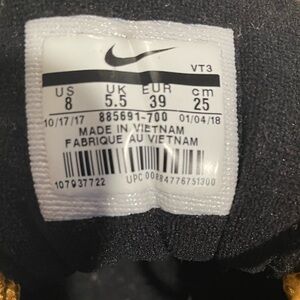 VT3
US UK EUR cm
8 5.5 39 25
10/17/17 885691-700 01/04/18
MADE IN VIETNAM
FABRIQUE AU VIETNAM
107937722 UPC 00884776751300